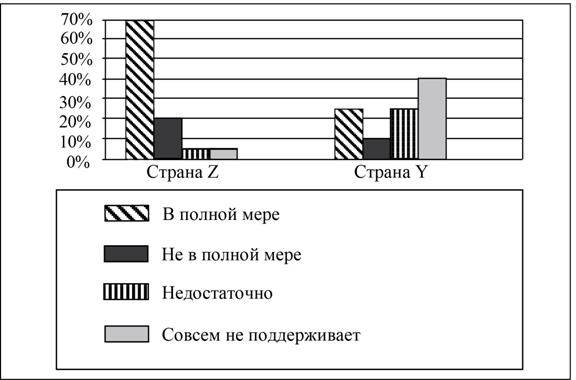 70%
60%
50%
40%
30%
20%
10%
0%
Страна Z
Страна Y
В полной мере
Не в полной мере
Недостаточно
Совсем не поддерживает